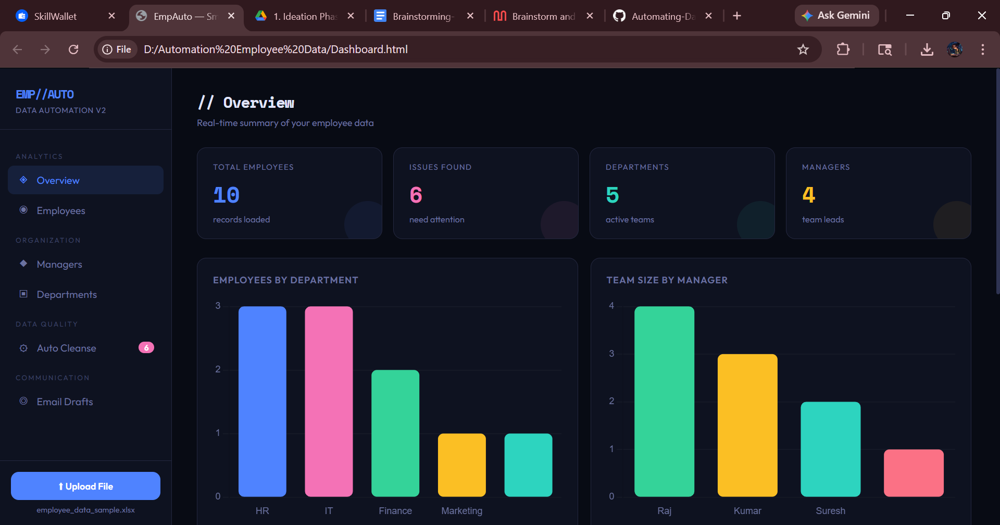 SkillWallet
EmpAuto — Sm
1. Ideation Phas
Brainstorming-
Brainstorm and
Automating-Da
Ask Gemini
File
D:/Automation%20Employee%20Data/Dashboard.html
EMP//AUTO
DATA AUTOMATION V2
ANALYTICS
Overview
Employees
ORGANIZATION
Managers
Departments
DATA QUALITY
Auto Cleanse
6
COMMUNICATION
Email Drafts
⬆ Upload File
employee_data_sample.xlsx
// Overview
Real-time summary of your employee data
TOTAL EMPLOYEES
10
records loaded
ISSUES FOUND
6
need attention
DEPARTMENTS
5
active teams
MANAGERS
4
team leads
EMPLOYEES BY DEPARTMENT
3
2
1
0
HR
IT
Finance
Marketing
TEAM SIZE BY MANAGER
4
3
2
1
0
Raj
Kumar
Suresh